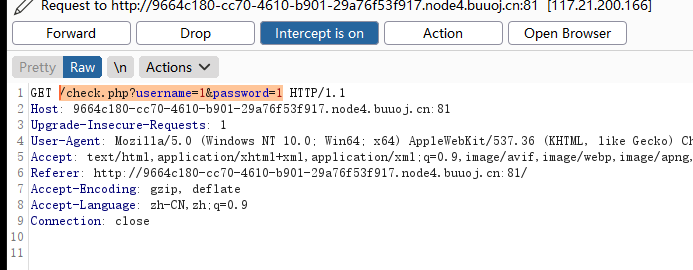 Request to http://9664c180-cc70-4610-b901-29a76f53f917.node4.buuoj.cn:81 [117.21.200.166]
Forward Drop Intercept is on Action Open Browser
Pretty Raw \n Actions
1 GET /check.php?username=1&password=1 HTTP/1.1
2 Host: 9664c180-cc70-4610-b901-29a76f53f917.node4.buuoj.cn:81
3 Upgrade-Insecure-Requests: 1
4 User-Agent: Mozilla/5.0 (Windows NT 10.0; Win64; x64) AppleWebKit/537.36 (KHTML, like Gecko) Ch
5 Accept: text/html,application/xhtml+xml,application/xml;q=0.9,image/avif,image/webp,image/apng,
6 Referer: http://9664c180-cc70-4610-b901-29a76f53f917.node4.buuoj.cn:81/
7 Accept-Encoding: gzip, deflate
8 Accept-Language: zh-CN,zh;q=0.9
9 Connection: close
10
11